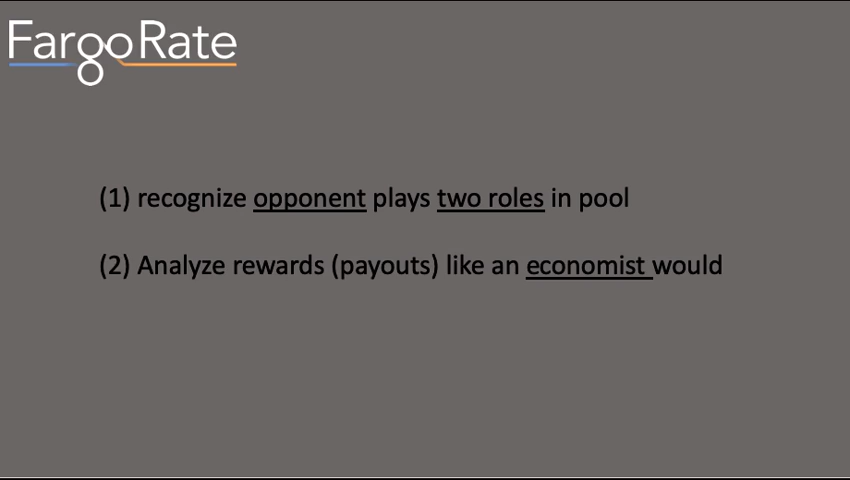 FargoRate
(1) recognize opponent plays two roles in pool
(2) Analyze rewards (payouts) like an economist would